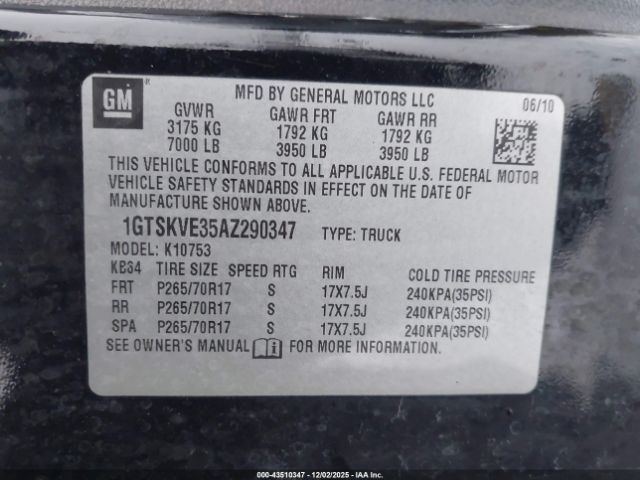 GM ®
MFD BY GENERAL MOTORS LLC 06/10
GVWR GAWR FRT GAWR RR
3175 KG 1792 KG 1792 KG
7000 LB 3950 LB 3950 LB
THIS VEHICLE CONFORMS TO ALL APPLICABLE U.S. FEDERAL MOTOR
VEHICLE SAFETY STANDARDS IN EFFECT ON THE DATE OF
MANUFACTURE SHOWN ABOVE.
1GTSKVE35AZ290347 TYPE: TRUCK
MODEL: K10753
KB34 TIRE SIZE SPEED RTG RIM COLD TIRE PRESSURE
FRT P265/70R17 S 17X7.5J 240KPA(35PSI)
RR P265/70R17 S 17X7.5J 240KPA(35PSI)
SPA P265/70R17 S 17X7.5J 240KPA(35PSI)
SEE OWNER'S MANUAL FOR MORE INFORMATION.
00-43510347 - 12/02/2025 - IAAI, Inc.